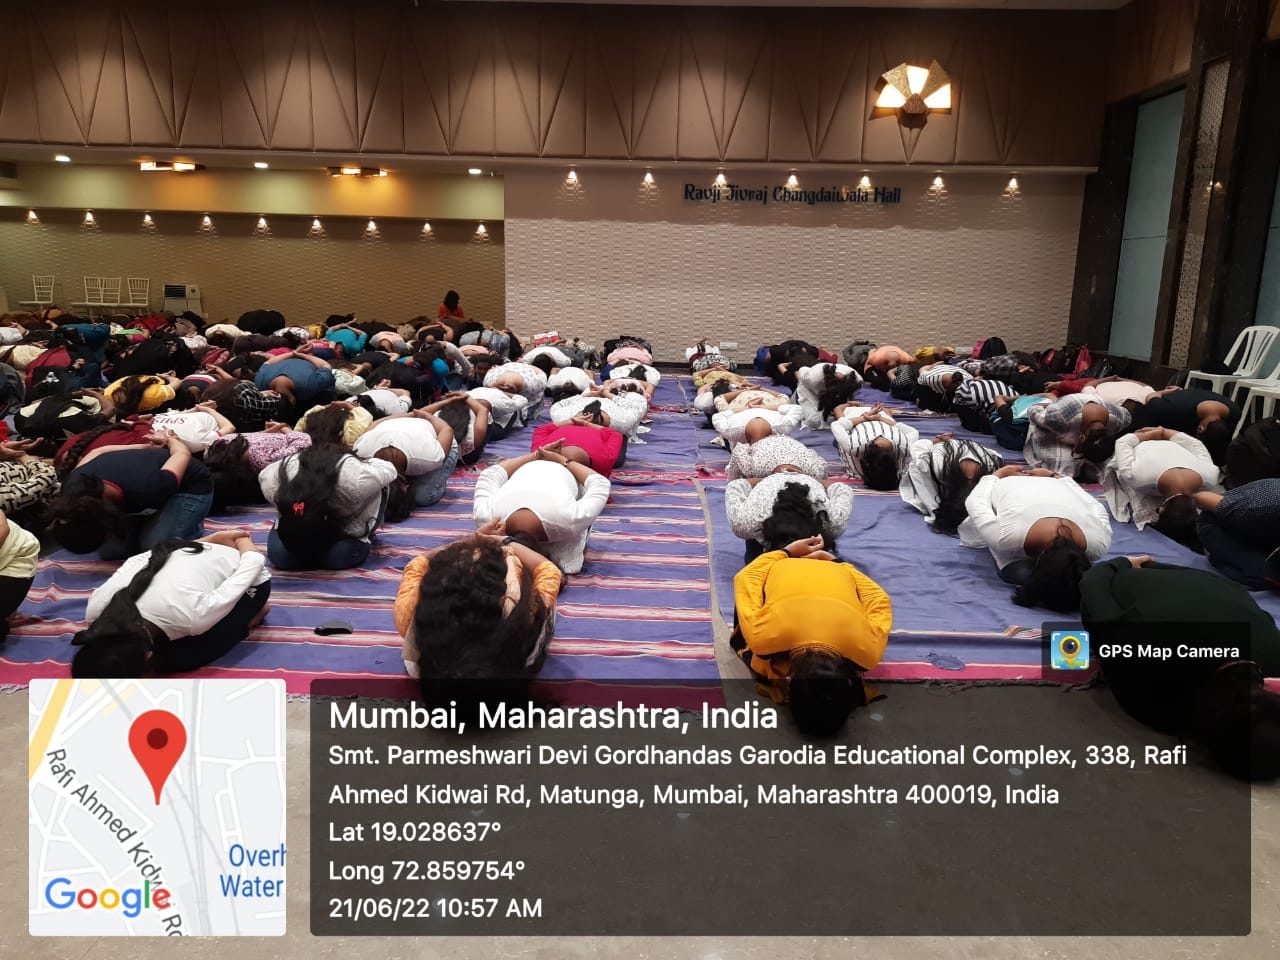 Ravji Jivraj Changdaiwala Hall
GPS Map Camera
Mumbai, Maharashtra, India
Smt. Parmeshwari Devi Gordhandas Garodia Educational Complex, 338, Rafi
Ahmed Kidwai Rd, Matunga, Mumbai, Maharashtra 400019, India
Lat 19.028637°
Long 72.859754°
21/06/22 10:57 AM
Rafi Ahmed Kidwai Rd
Overh
Water
Google